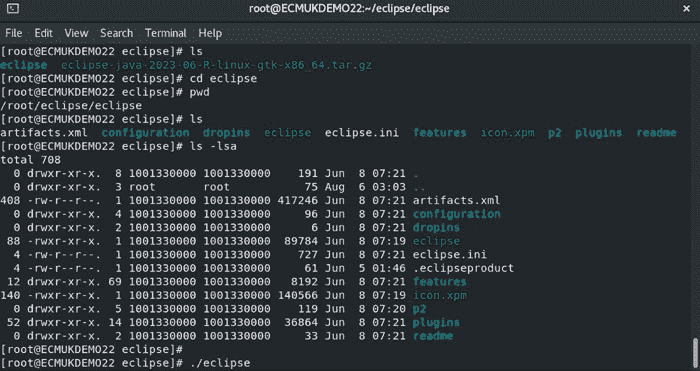 root@ECMUKDEMO22:~/eclipse/eclipse
File Edit View Search Terminal Help
[root@ECMUKDEMO22 eclipse]# ls
eclipse eclipse-java-2023-06-R-linux-gtk-x86_64.tar.gz
[root@ECMUKDEMO22 eclipse]# cd eclipse
[root@ECMUKDEMO22 eclipse]# pwd
/root/eclipse/eclipse
[root@ECMUKDEMO22 eclipse]# ls
artifacts.xml configuration dropins eclipse eclipse.ini features icon.xpm p2 plugins readme
[root@ECMUKDEMO22 eclipse]# ls -lsa
total 708
0 drwxr-xr-x. 8 1001330000 1001330000 191 Jun 8 07:21 .
0 drwxr-xr-x. 3 root root 75 Aug 6 03:03 ..
408 -rw-r--r--. 1 1001330000 1001330000 417246 Jun 8 07:21 artifacts.xml
0 drwxr-xr-x. 4 1001330000 1001330000 96 Jun 8 07:21 configuration
0 drwxr-xr-x. 2 1001330000 1001330000 6 Jun 8 07:21 dropins
88 -rwxr-xr-x. 1 1001330000 1001330000 89784 Jun 8 07:19 eclipse
4 -rw-r--r--. 1 1001330000 1001330000 727 Jun 8 07:21 eclipse.ini
4 -rw-r--r--. 1 1001330000 1001330000 61 Jun 5 01:46 .eclipseproduct
12 drwxr-xr-x. 69 1001330000 1001330000 8192 Jun 8 07:21 features
140 -rwxr-xr-x. 1 1001330000 1001330000 140566 Jun 8 07:19 icon.xpm
0 drwxr-xr-x. 5 1001330000 1001330000 119 Jun 8 07:20 p2
52 drwxr-xr-x. 14 1001330000 1001330000 36864 Jun 8 07:21 plugins
0 drwxr-xr-x. 2 1001330000 1001330000 33 Jun 8 07:21 readme
[root@ECMUKDEMO22 eclipse]#
[root@ECMUKDEMO22 eclipse]# ./eclipse